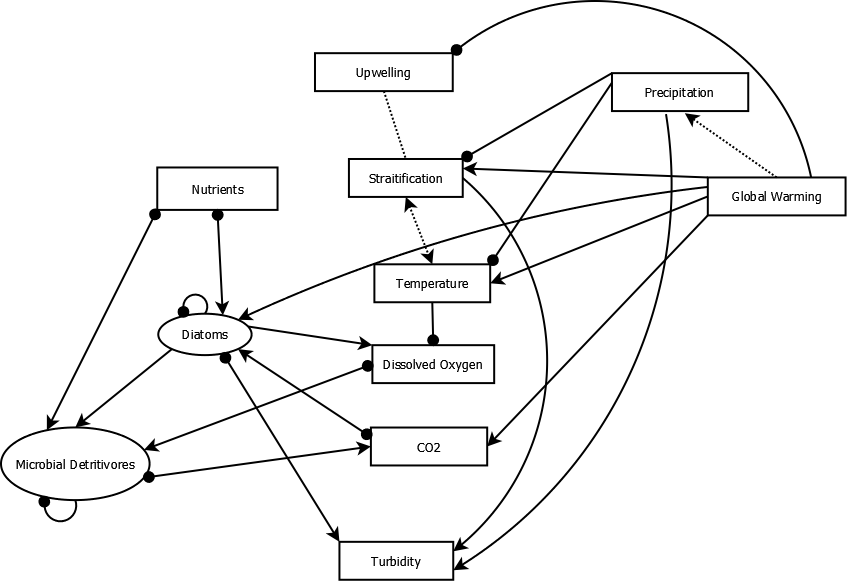 Upwelling
Precipitation
Straitification
Nutrients
Global Warming
Temperature
Diatoms
Dissolved Oxygen
CO2
Microbial Detritivores
Turbidity